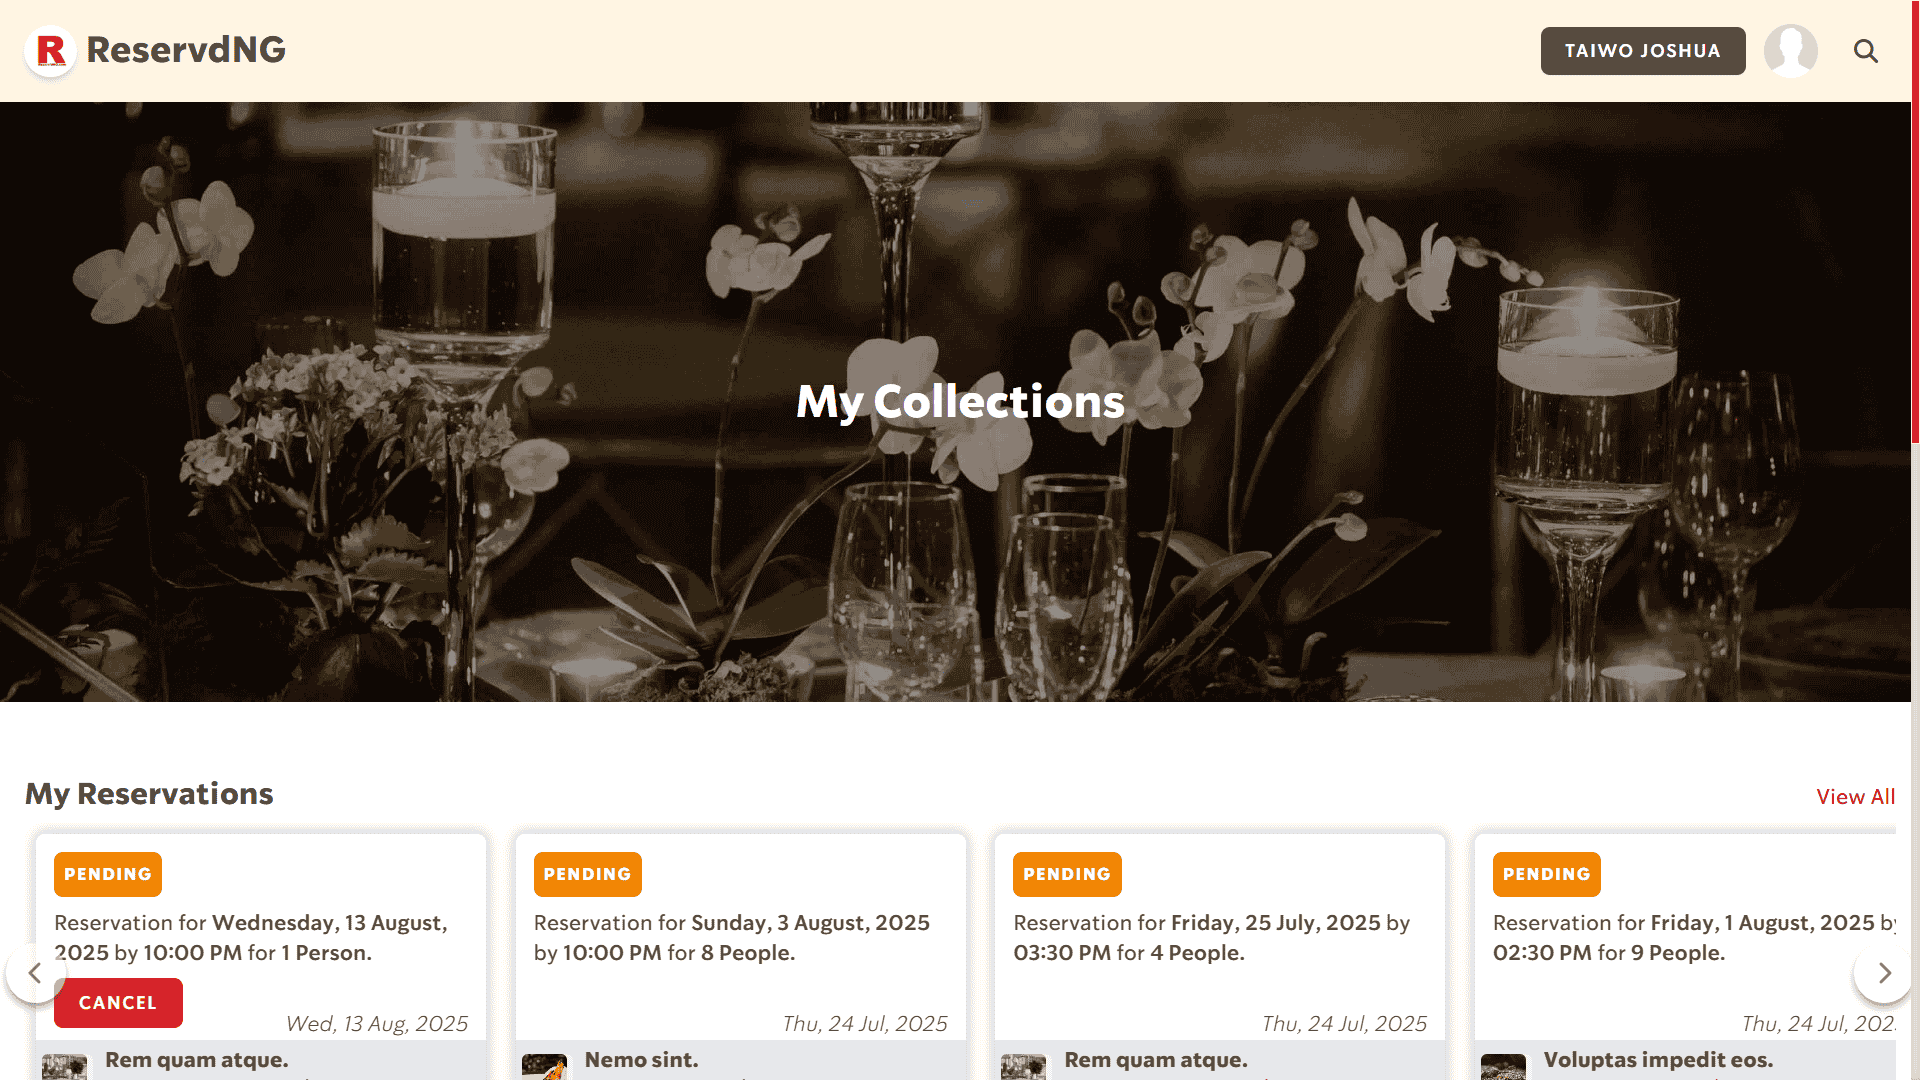 R ReservdNG
TAIWO JOSHUA
My Collections
My Reservations
View All
PENDING
Reservation for Wednesday, 13 August,
2025 by 10:00 PM for 1 Person.
CANCEL
Wed, 13 Aug, 2025
Rem quam atque.
PENDING
Reservation for Sunday, 3 August, 2025
by 10:00 PM for 8 People.
Thu, 24 Jul, 2025
Nemo sint.
PENDING
Reservation for Friday, 25 July, 2025 by
03:30 PM for 4 People.
Thu, 24 Jul, 2025
Rem quam atque.
PENDING
Reservation for Friday, 1 August, 2025 by
02:30 PM for 9 People.
Thu, 24 Jul, 202
Voluptas impedit eos.